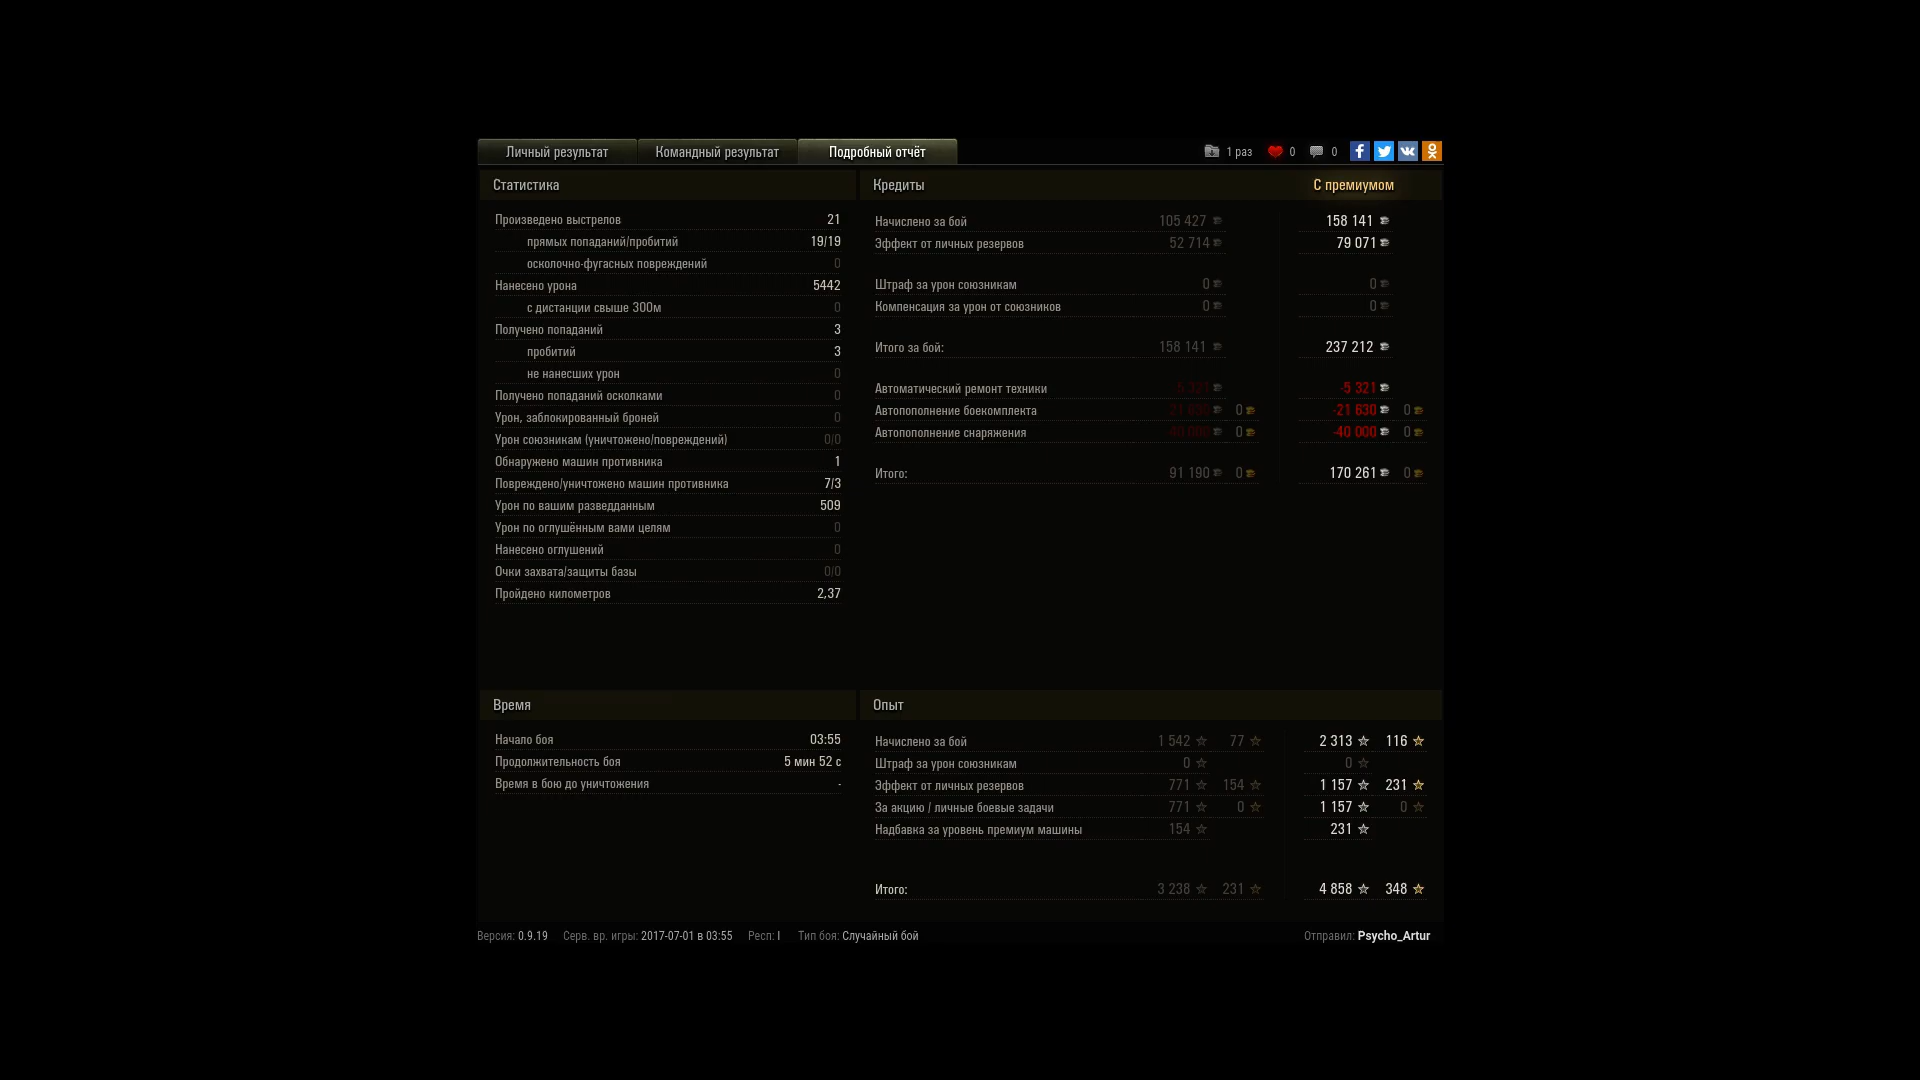 Личный результат Командный результат Подробный отчёт 1 раз 0 0
Статистика
Произведено выстрелов 21
прямых попаданий/пробитий 19/19
осколочно-фугасных повреждений 0
Нанесено урона 5442
с дистанции свыше 300м 0
Получено попаданий 3
пробитий 3
не нанесших урон 0
Получено попаданий осколками 0
Урон, заблокированный броней 0
Урон союзникам (уничтожено/повреждений) 0/0
Обнаружено машин противника 1
Повреждено/уничтожено машин противника 7/3
Урон по вашим разведданным 509
Урон по оглушённым вами целям 0
Нанесено оглушений 0
Очки захвата/защиты базы 0/0
Пройдено километров 2,37
Кредиты С премиумом
Начислено за бой 105 427 158 141
Эффект от личных резервов 52 714 79 071
Штраф за урон союзникам 0 0
Компенсация за урон от союзников 0 0
Итого за бой: 158 141 237 212
Автоматический ремонт техники -5 321 -5 321
Автопополнение боекомплекта -21 630 0 -21 630 0
Автопополнение снаряжения -40 000 0 -40 000 0
Итого: 91 190 0 170 261 0
Время
Начало боя 03:55
Продолжительность боя 5 мин 52 с
Время в бою до уничтожения -
Опыт
Начислено за бой 1 542 77 2 313 116
Штраф за урон союзникам 0 0
Эффект от личных резервов 771 154 1 157 231
За акцию / личные боевые задачи 771 0 1 157 0
Надбавка за уровень премиум машины 154 231
Итого: 3 238 231 4 858 348
Версия: 0.9.19 Серв. вр. игры: 2017-07-01 в 03:55 Респ: I Тип боя: Случайный бой Отправил: Psycho_Artur